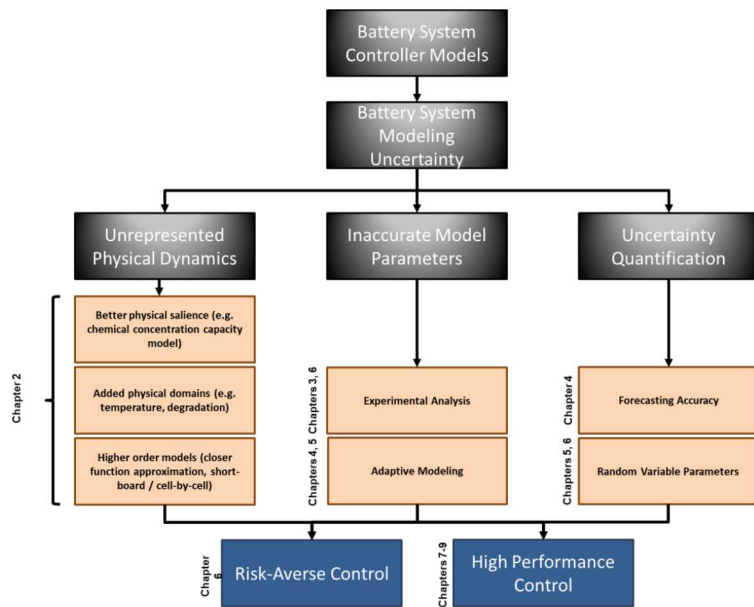 Battery System
Controller Models
Battery System
Modeling
Uncertainty
Unrepresented
Physical Dynamics
Inaccurate Model
Parameters
Uncertainty
Quantification
Chapter 2
Better physical salience (e.g.
chemical concentration capacity
model)
Added physical domains (e.g.
temperature, degradation)
Higher order models (closer
function approximation, short-
board / cell-by-cell)
Chapters 3, 6
Experimental Analysis
Chapters 4, 5
Adaptive Modeling
Chapter 4
Forecasting Accuracy
Chapters 5, 6
Random Variable Parameters
Chapter
6
Risk-Averse Control
Chapters 7-9
High Performance
Control